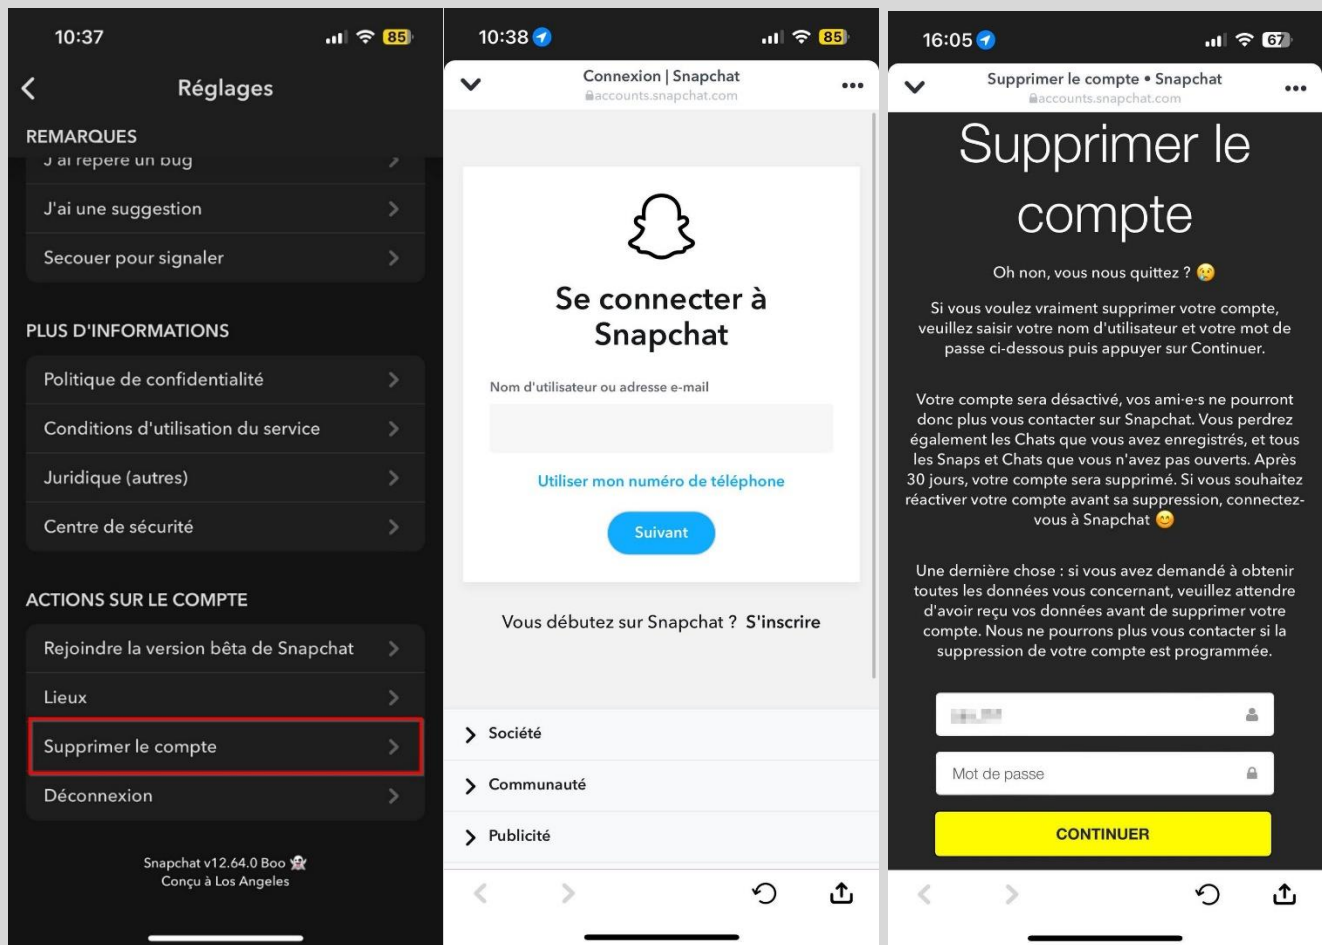 10:37
85
Réglages
REMARQUES
J'ai repéré un bug
J'ai une suggestion
Secouer pour signaler
PLUS D'INFORMATIONS
Politique de confidentialité
Conditions d'utilisation du service
Juridique (autres)
Centre de sécurité
ACTIONS SUR LE COMPTE
Rejoindre la version bêta de Snapchat
Lieux
Supprimer le compte
Déconnexion
Snapchat v12.64.0 Boo
Conçu à Los Angeles
10:38
85
Connexion | Snapchat
accounts.snapchat.com
Se connecter à
Snapchat
Nom d'utilisateur ou adresse e-mail
Utiliser mon numéro de téléphone
Suivant
Vous débutez sur Snapchat ? S'inscrire
Société
Communauté
Publicité
16:05
67
Supprimer le compte • Snapchat
accounts.snapchat.com
Supprimer le
compte
Oh non, vous nous quittez ? 😢
Si vous voulez vraiment supprimer votre compte,
veuillez saisir votre nom d'utilisateur et votre mot de
passe ci-dessous puis appuyer sur Continuer.
Votre compte sera désactivé, vos ami·e·s ne pourront
donc plus vous contacter sur Snapchat. Vous perdrez
également les Chats que vous avez enregistrés, et tous
les Snaps et Chats que vous n'avez pas ouverts. Après
30 jours, votre compte sera supprimé. Si vous souhaitez
réactiver votre compte avant sa suppression, connectez-
vous à Snapchat 😊
Une dernière chose : si vous avez demandé à obtenir
toutes les données vous concernant, veuillez attendre
d'avoir reçu vos données avant de supprimer votre
compte. Nous ne pourrons plus vous contacter si la
suppression de votre compte est programmée.
Mot de passe
CONTINUER